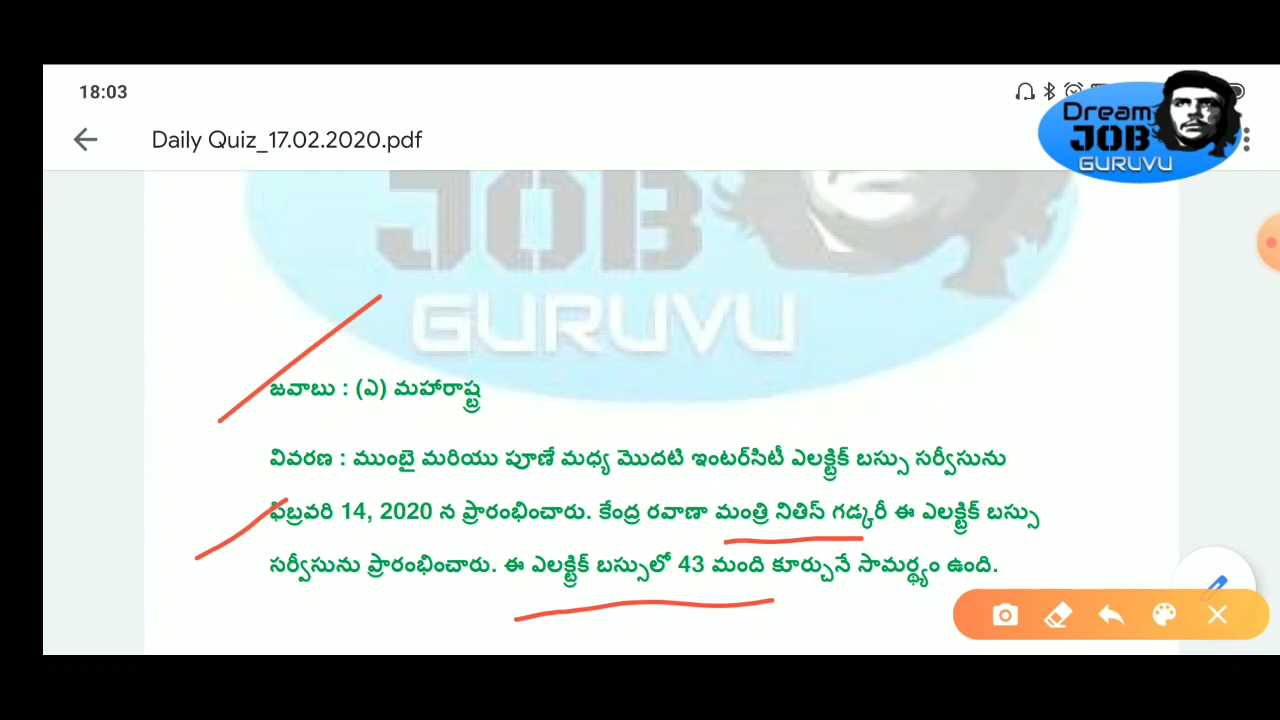 18:03
Daily Quiz_17.02.2020.pdf
Dream
JOB
GURUVU
JOB
GURUVU
జవాబు : (ఎ) మహారాష్ట్ర
వివరణ : ముంబై మరియు పూణే మధ్య మొదటి ఇంటర్‌సిటీ ఎలక్ట్రిక్ బస్సు సర్వీసును
ఫిబ్రవరి 14, 2020 న ప్రారంభించారు. కేంద్ర రవాణా మంత్రి నితిస్ గడ్కరీ ఈ ఎలక్ట్రిక్ బస్సు
సర్వీసును ప్రారంభించారు. ఈ ఎలక్ట్రిక్ బస్సులో 43 మంది కూర్చునే సామర్థ్యం ఉంది.